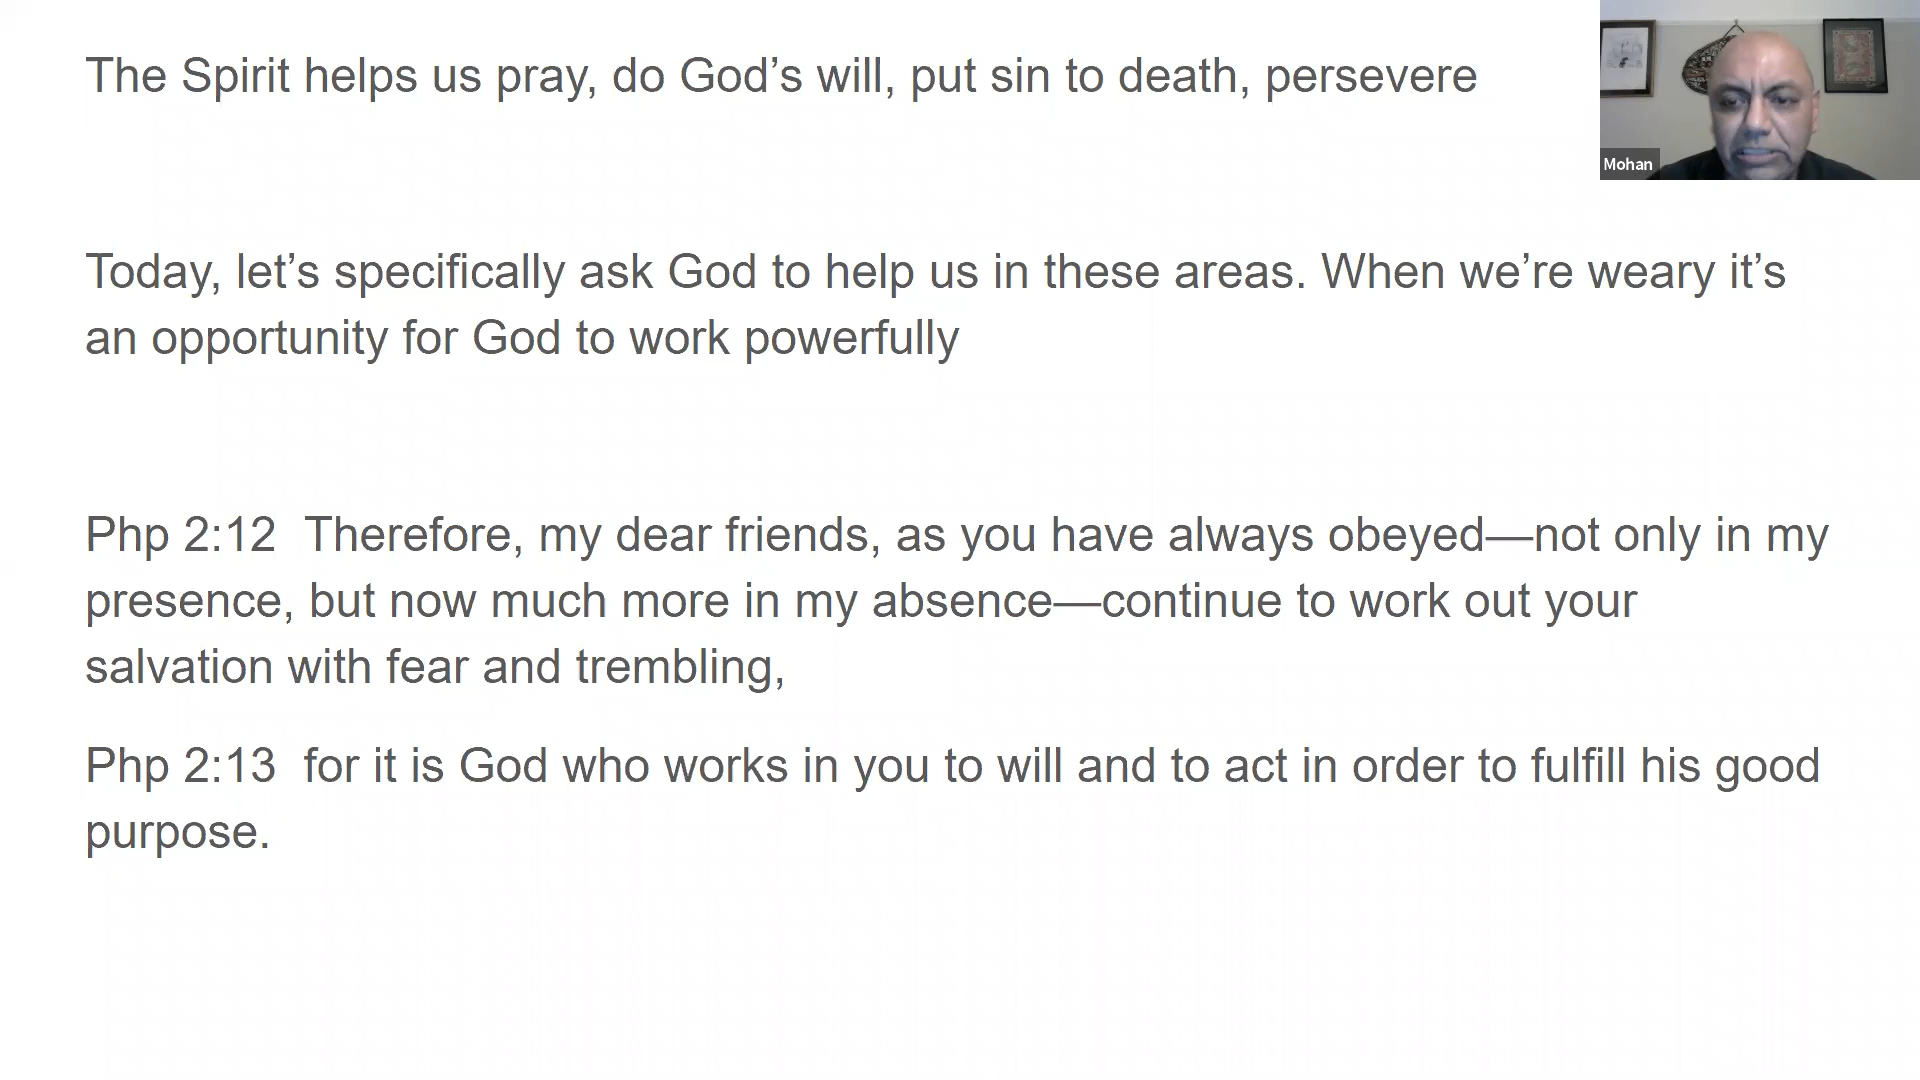 The Spirit helps us pray, do God’s will, put sin to death, persevere
Mohan
Today, let’s specifically ask God to help us in these areas. When we’re weary it’s
an opportunity for God to work powerfully
Php 2:12  Therefore, my dear friends, as you have always obeyed—not only in my
presence, but now much more in my absence—continue to work out your
salvation with fear and trembling,
Php 2:13  for it is God who works in you to will and to act in order to fulfill his good
purpose.